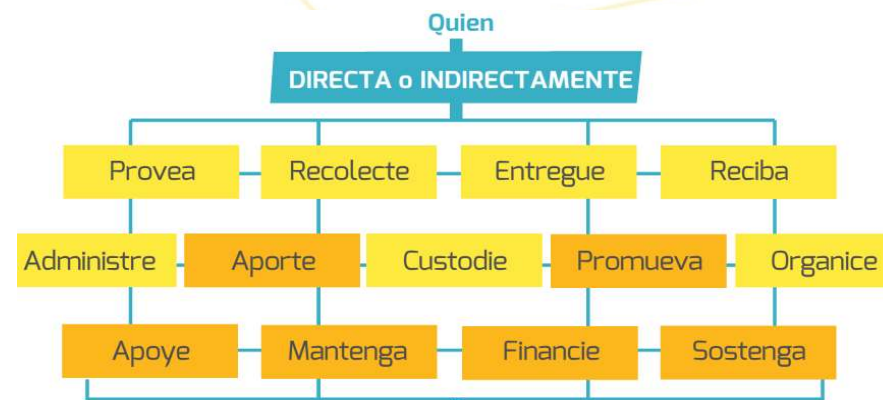 Quien
DIRECTA o INDIRECTAMENTE
Provea Recolecte Entregue Reciba
Administre Aporte Custodie Promueva Organice
Apoye Mantenga Financie Sostenga